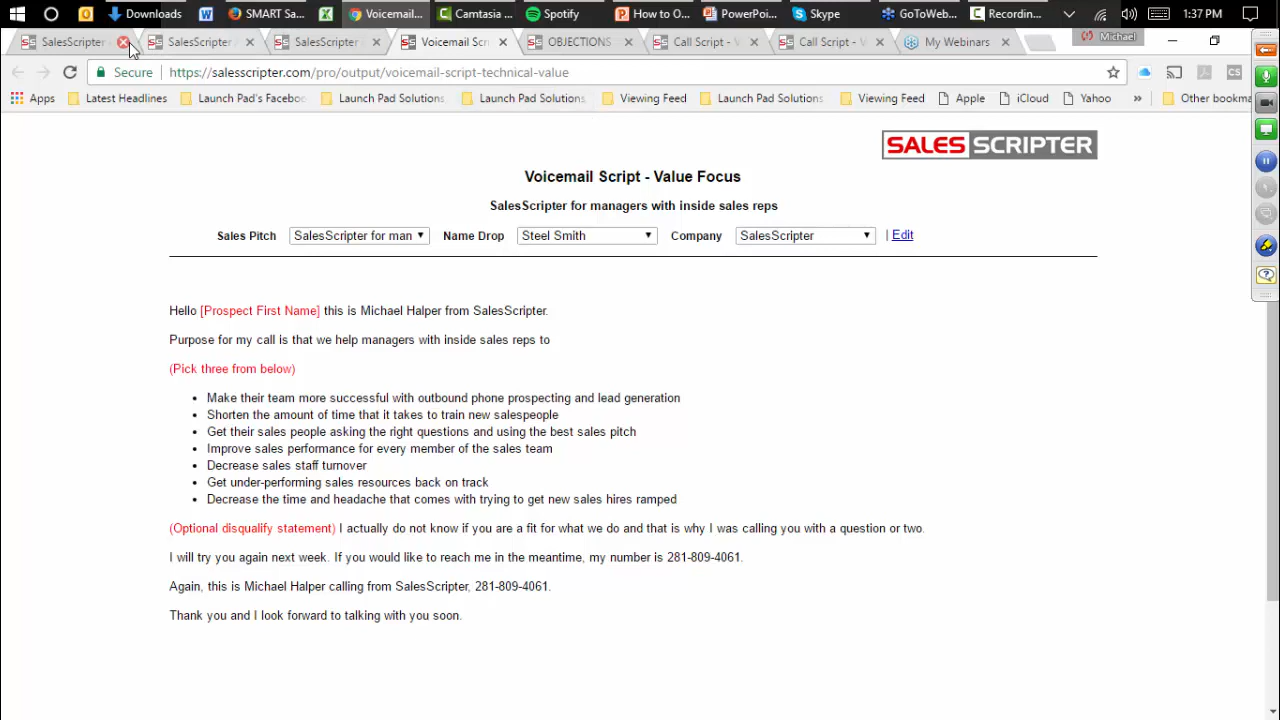 Downloads
SMART Sa...
Voicemail...
Camtasia ...
Spotify
How to O...
PowerPoi...
Skype
GoToWeb...
Recordin...
1:37 PM
SalesScripter
SalesScripter
SalesScripter
Voicemail Scr
OBJECTIONS
Call Script - V
Call Script - V
My Webinars
Michael
Secure
https://salesscripter.com/pro/output/voicemail-script-technical-value
Apps
Latest Headlines
Launch Pad's Facebo
Launch Pad Solutions
Launch Pad Solutions
Viewing Feed
Launch Pad Solutions
Viewing Feed
Apple
iCloud
Yahoo
»
Other bookma
SALES SCRIPTER
Voicemail Script - Value Focus
SalesScripter for managers with inside sales reps
Sales Pitch SalesScripter for man Name Drop Steel Smith Company SalesScripter | Edit
Hello [Prospect First Name] this is Michael Halper from SalesScripter.
Purpose for my call is that we help managers with inside sales reps to
(Pick three from below)
• Make their team more successful with outbound phone prospecting and lead generation
• Shorten the amount of time that it takes to train new salespeople
• Get their sales people asking the right questions and using the best sales pitch
• Improve sales performance for every member of the sales team
• Decrease sales staff turnover
• Get under-performing sales resources back on track
• Decrease the time and headache that comes with trying to get new sales hires ramped
(Optional disqualify statement) I actually do not know if you are a fit for what we do and that is why I was calling you with a question or two.
I will try you again next week. If you would like to reach me in the meantime, my number is 281-809-4061.
Again, this is Michael Halper calling from SalesScripter, 281-809-4061.
Thank you and I look forward to talking with you soon.